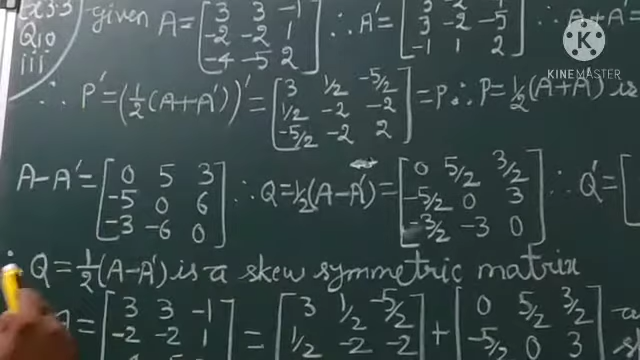 Ex 3.3 given A = [3 3 -1; -2 -2 1; -4 -5 2] ∴ A' = [3 -2 -4; 3 -2 -5; -1 1 2] ∴ A+A' =
Q10
iii
KINEMASTER
∴ P' = (1/2 (A+A'))' = [3 1/2 -5/2; 1/2 -2 -2; -5/2 -2 2] = P ∴ P = 1/2 (A+A') is
A-A' = [0 5 3; -5 0 6; -3 -6 0] ∴ Q = 1/2 (A-A') = [0 5/2 3/2; -5/2 0 3; -3/2 -3 0] ∴ Q' = [
∴ Q = 1/2 (A-A') is a skew symmetric matrix
= [3 3 -1; -2 -2 1] = [3 1/2 -5/2; 1/2 -2 -2] + [0 5/2 3/2; -5/2 0 3]